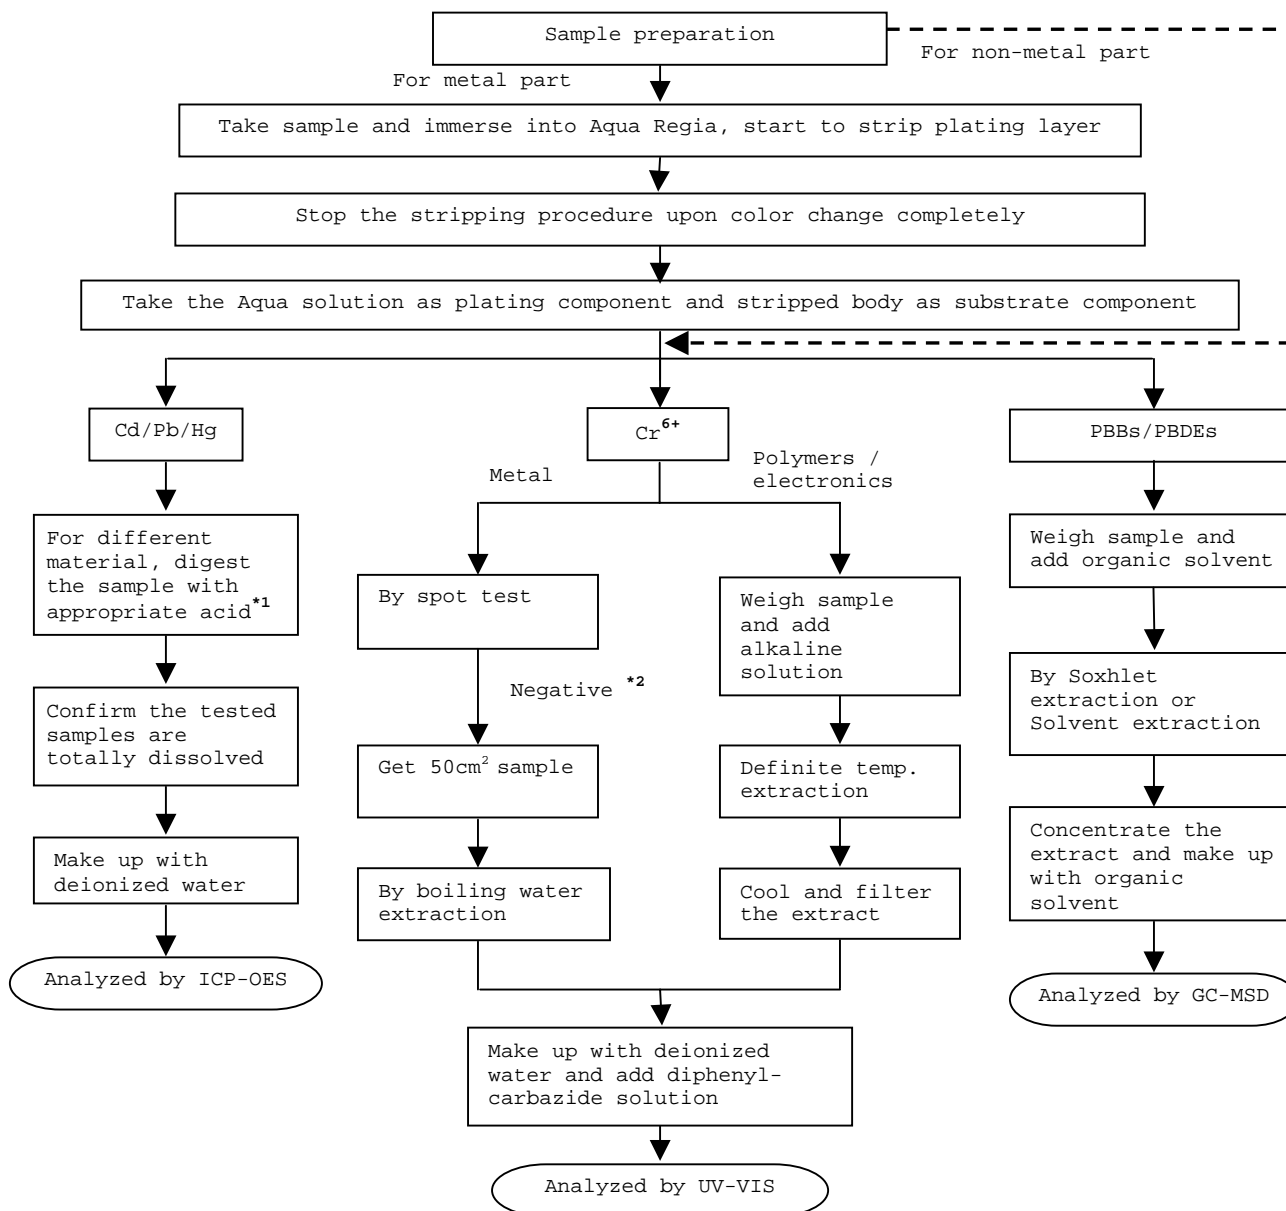 Sample preparation
For non-metal part
For metal part
Take sample and immerse into Aqua Regia, start to strip plating layer
Stop the stripping procedure upon color change completely
Take the Aqua solution as plating component and stripped body as substrate component
Cd/Pb/Hg
Cr⁶⁺
PBBs/PBDEs
Metal
Polymers /
electronics
For different
material, digest
the sample with
appropriate acid*1
By spot test
Weigh sample
and add
alkaline
solution
Weigh sample and
add organic solvent
Negative *2
Confirm the tested
samples are
totally dissolved
Get 50cm² sample
Definite temp.
extraction
By Soxhlet
extraction or
Solvent extraction
Make up with
deionized water
By boiling water
extraction
Cool and filter
the extract
Concentrate the
extract and make up
with organic
solvent
Analyzed by ICP-OES
Analyzed by GC-MSD
Make up with deionized
water and add diphenyl-
carbazide solution
Analyzed by UV-VIS